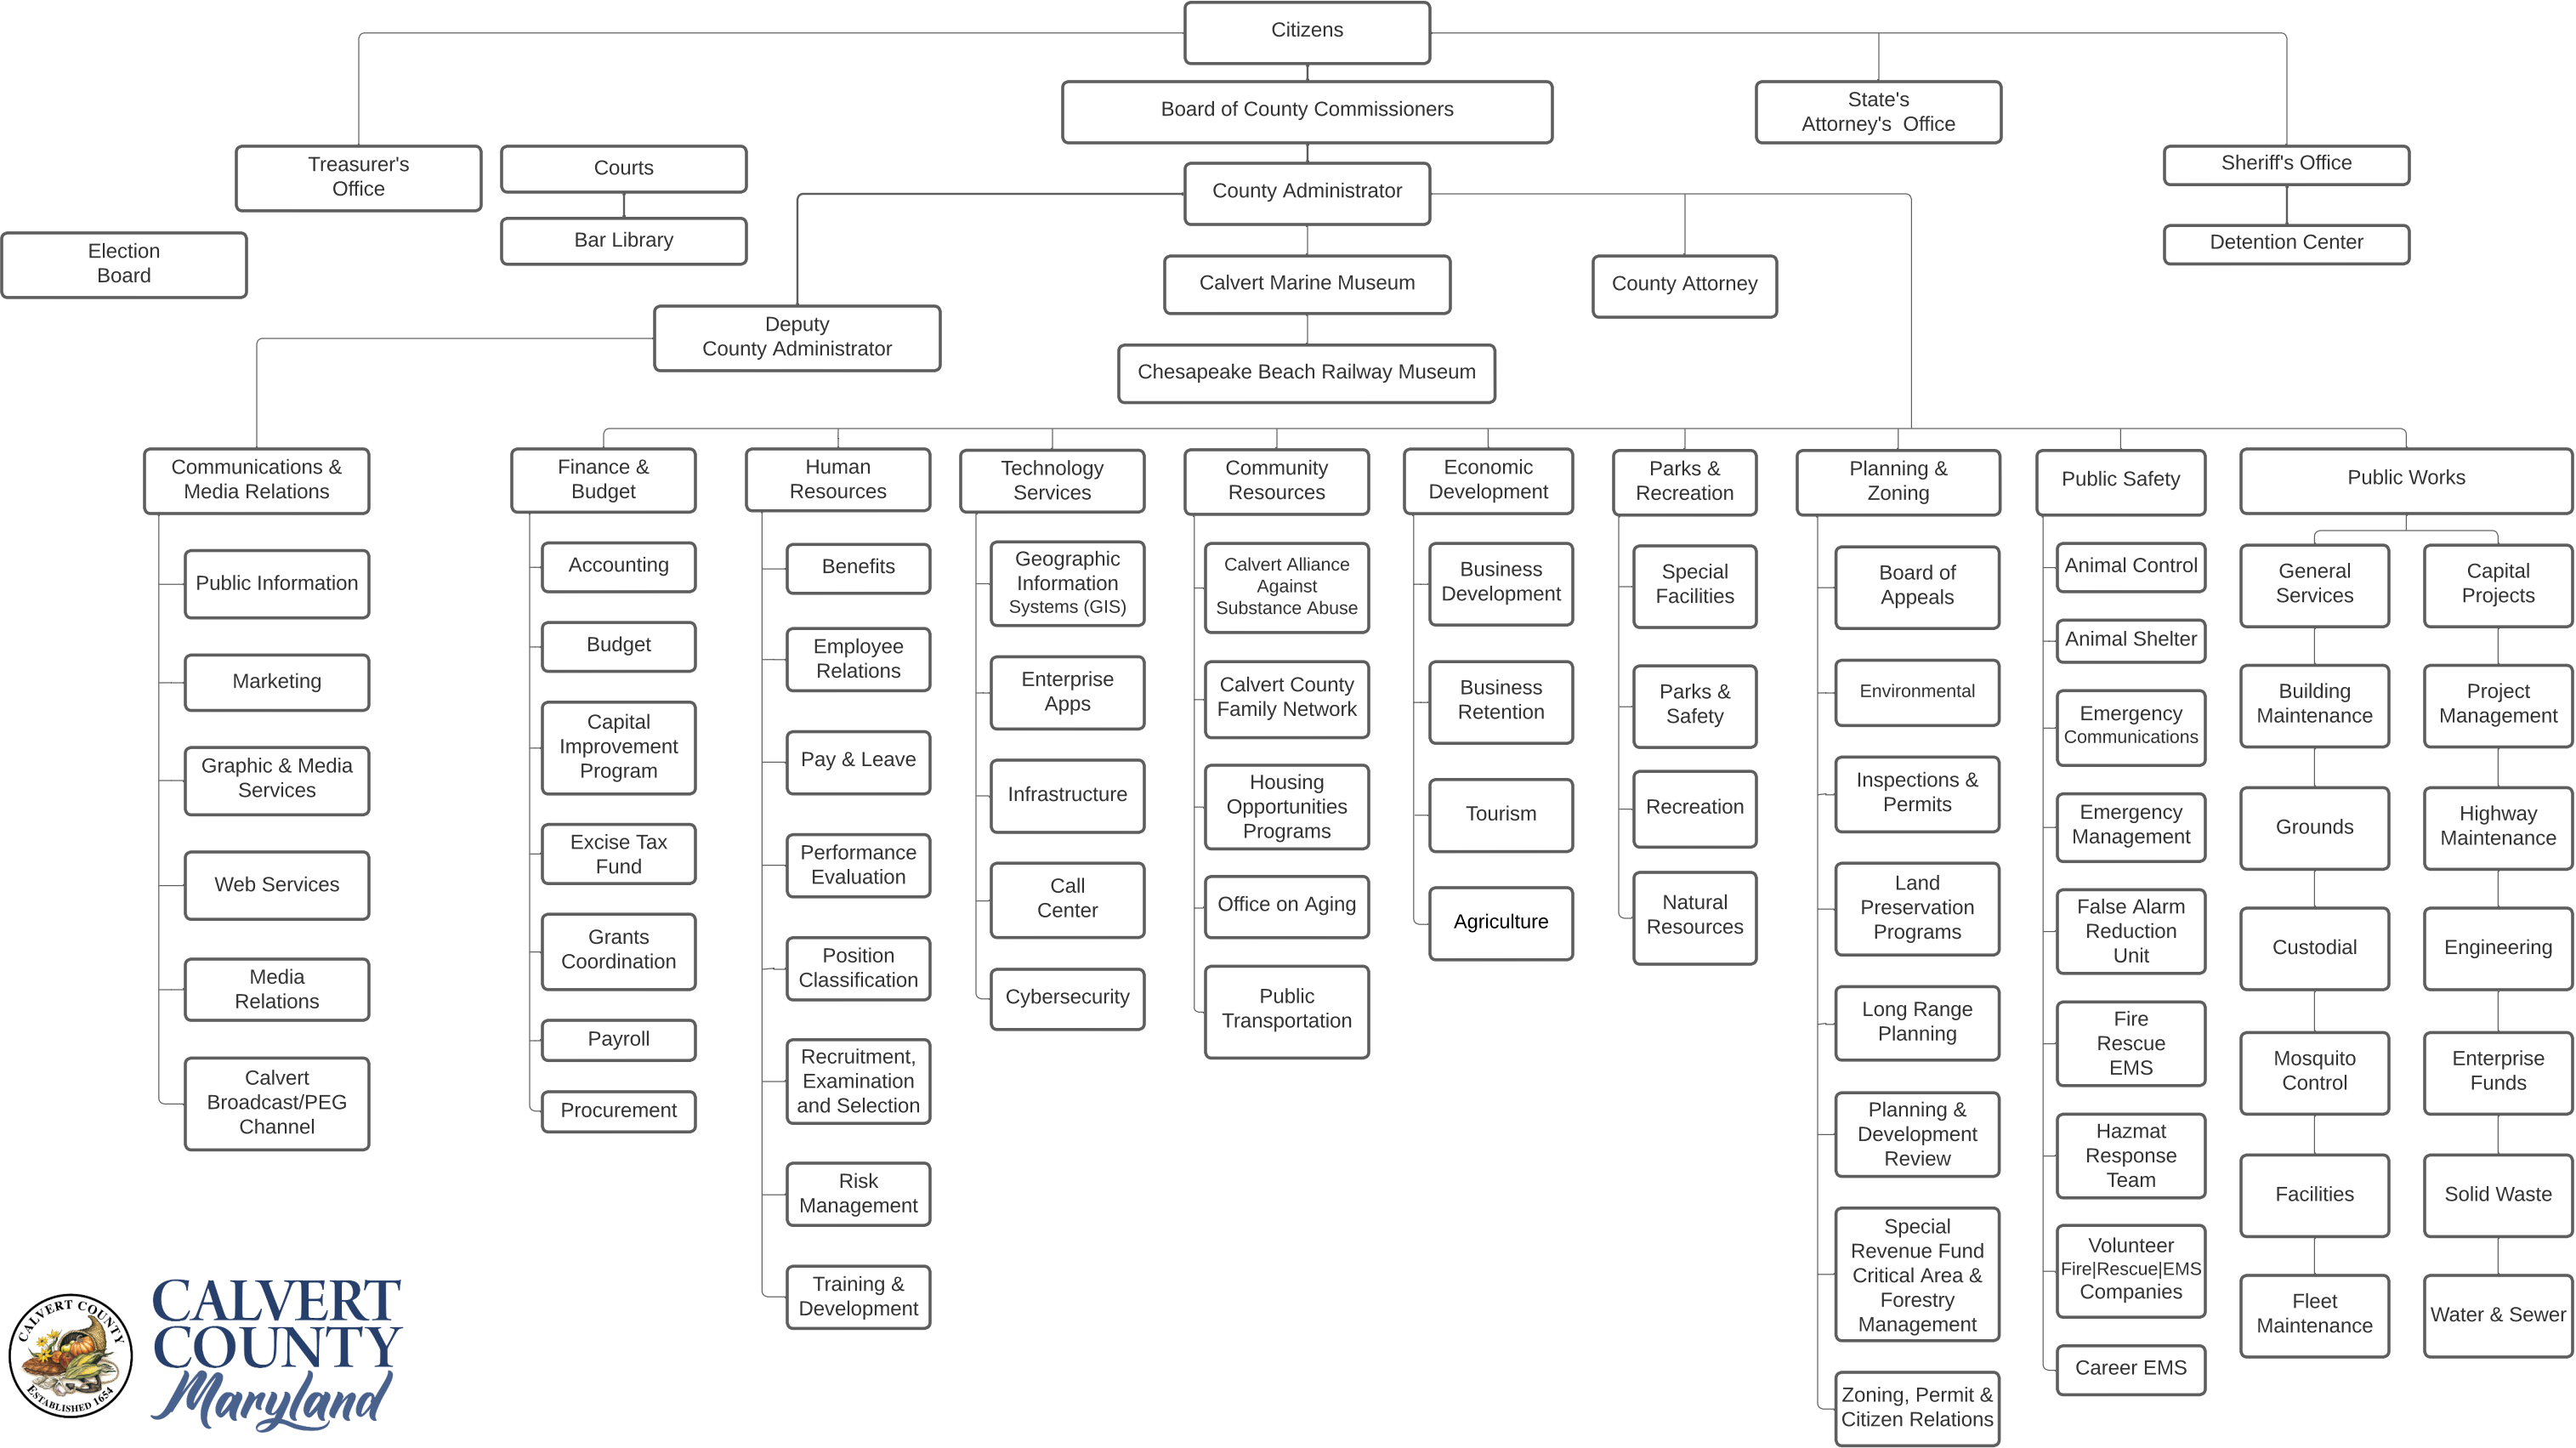 Citizens
Board of County Commissioners
State's
Attorney's  Office
Treasurer's
Office
Courts
County Administrator
Sheriff's Office
Bar Library
Detention Center
Election
Board
Calvert Marine Museum
County Attorney
Deputy
County Administrator
Chesapeake Beach Railway Museum
Communications &
Media Relations
Public Information
Marketing
Graphic & Media
Services
Web Services
Media
Relations
Calvert
Broadcast/PEG
Channel
Finance &
Budget
Accounting
Budget
Capital
Improvement
Program
Excise Tax
Fund
Grants
Coordination
Payroll
Procurement
Human
Resources
Benefits
Employee
Relations
Pay & Leave
Performance
Evaluation
Position
Classification
Recruitment,
Examination
and Selection
Risk
Management
Training &
Development
Technology
Services
Geographic
Information
Systems (GIS)
Enterprise
Apps
Infrastructure
Call
Center
Cybersecurity
Community
Resources
Calvert Alliance
Against
Substance Abuse
Calvert County
Family Network
Housing
Opportunities
Programs
Office on Aging
Public
Transportation
Economic
Development
Business
Development
Business
Retention
Tourism
Agriculture
Parks &
Recreation
Special
Facilities
Parks &
Safety
Recreation
Natural
Resources
Planning &
Zoning
Board of
Appeals
Environmental
Inspections &
Permits
Land
Preservation
Programs
Long Range
Planning
Planning &
Development
Review
Special
Revenue Fund
Critical Area &
Forestry
Management
Zoning, Permit &
Citizen Relations
Public Safety
Animal Control
Animal Shelter
Emergency
Communications
Emergency
Management
False Alarm
Reduction
Unit
Fire
Rescue
EMS
Hazmat
Response
Team
Volunteer
Fire|Rescue|EMS
Companies
Career EMS
Public Works
General
Services
Building
Maintenance
Grounds
Custodial
Mosquito
Control
Facilities
Fleet
Maintenance
Capital
Projects
Project
Management
Highway
Maintenance
Engineering
Enterprise
Funds
Solid Waste
Water & Sewer
CALVERT COUNTY
ESTABLISHED 1654
CALVERT
COUNTY
Maryland